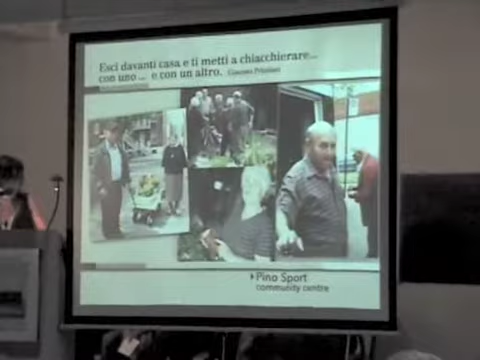 Esci davanti casa e ti metti a chiacchierare...
con uno ... e con un altro.
Pino Sport
community centre